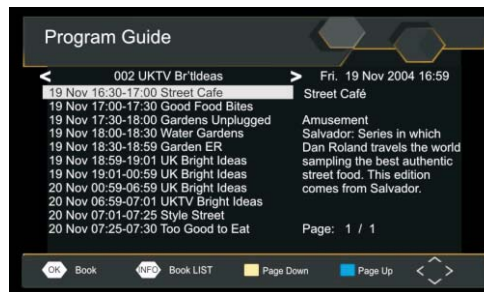 Program Guide
< 002 UKTV Br'tIdeas > Fri. 19 Nov 2004 16:59
19 Nov 16:30-17:00 Street Cafe
19 Nov 17:00-17:30 Good Food Bites
19 Nov 17:30-18:00 Gardens Unplugged
19 Nov 18:00-18:30 Water Gardens
19 Nov 18:30-18:59 Garden ER
19 Nov 18:59-19:01 UK Bright Ideas
19 Nov 19:01-00:59 UK Bright Ideas
20 Nov 00:59-06:59 UK Bright Ideas
20 Nov 06:59-07:01 UKTV Bright Ideas
20 Nov 07:01-07:25 Style Street
20 Nov 07:25-07:30 Too Good to Eat
Street Café
Amusement
Salvador: Series in which
Dan Roland travels the world
sampling the best authentic
street food. This edition
comes from Salvador.
Page: 1 / 1
OK Book INFO Book LIST Page Down Page Up